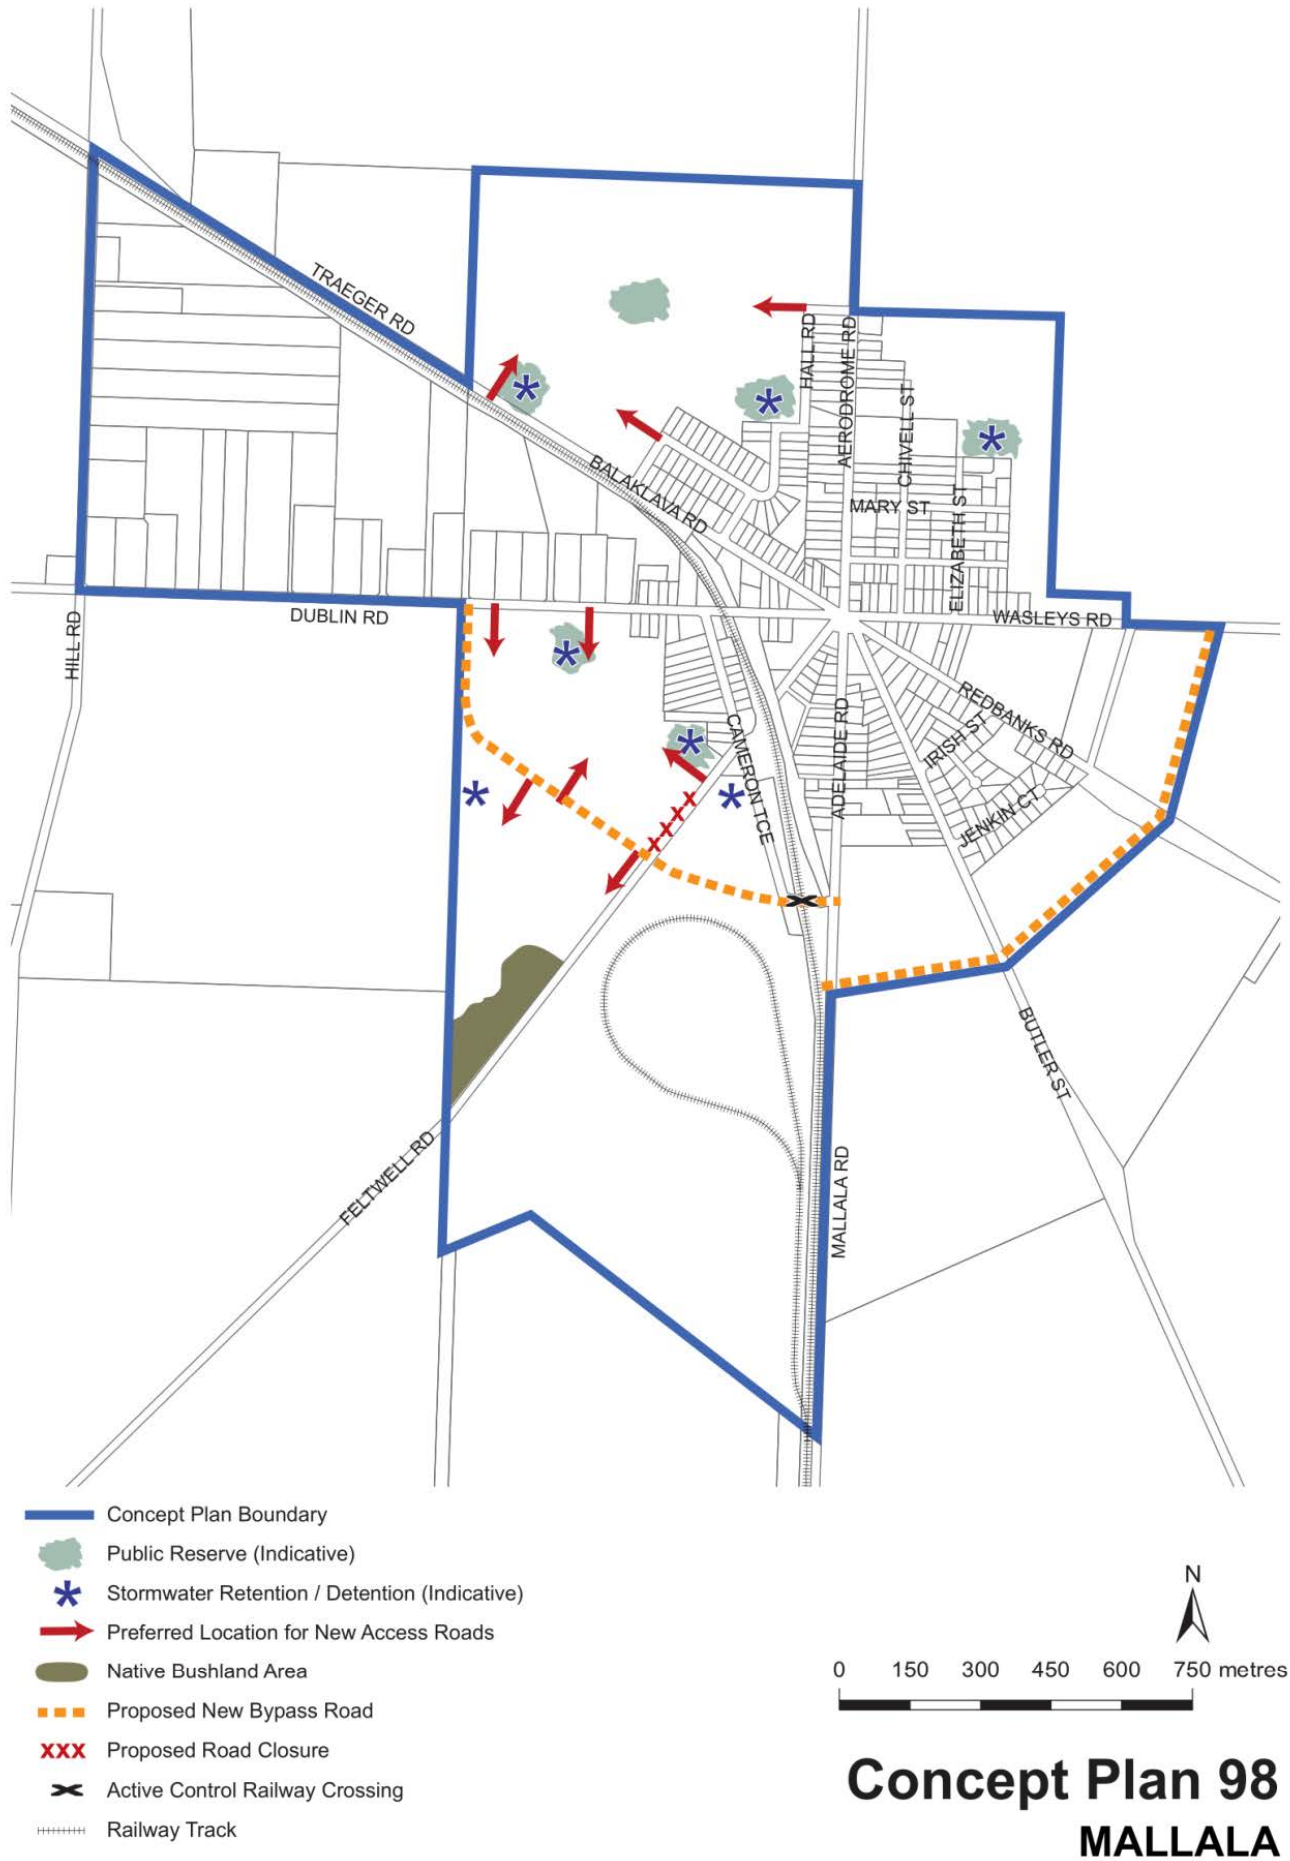 TRAEGER RD
HALL RD
AERODROME RD
CHIVELL ST
BALAKLAVA RD
MARY ST
ELIZABETH ST
DUBLIN RD
WASLEYS RD
HILL RD
REDBANKS RD
IRISH ST
CAMERON TCE
ADELAIDE RD
JENKIN CT
xxxx
BUTLER ST
FELTWELL RD
MALLALA RD
Concept Plan Boundary
Public Reserve (Indicative)
Stormwater Retention / Detention (Indicative)
Preferred Location for New Access Roads
Native Bushland Area
Proposed New Bypass Road
xxx Proposed Road Closure
Active Control Railway Crossing
Railway Track
N
0 150 300 450 600 750 metres
Concept Plan 98
MALLALA